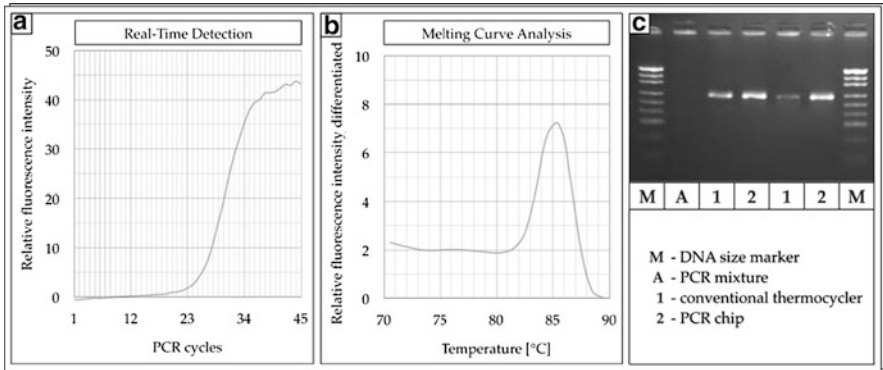 a
Real-Time Detection
Relative fluorescence intensity
50
40
30
20
10
0
1 12 23 34 45
PCR cycles
b
Melting Curve Analysis
Relative fluorescence intensity differentiated
10
8
6
4
2
0
70 75 80 85 90
Temperature [°C]
c
M A 1 2 1 2 M
M - DNA size marker
A - PCR mixture
1 - conventional thermocycler
2 - PCR chip